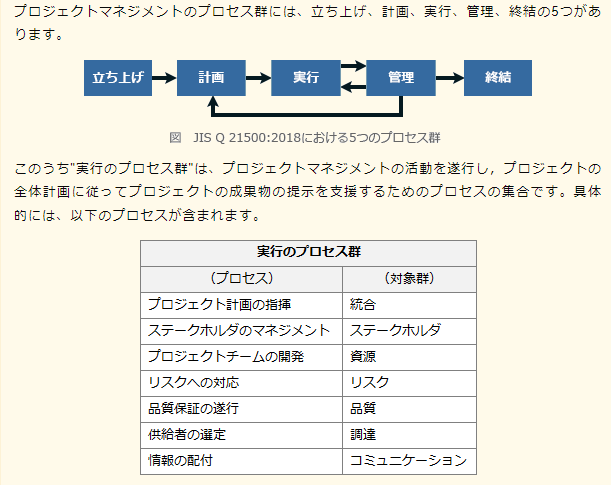 プロジェクトマネジメントのプロセス群には、立ち上げ、計画、実行、管理、終結の5つがあ
ります。
立ち上げ 計画 実行 管理 終結
図 JIS Q 21500:2018における5つのプロセス群
このうち"実行のプロセス群"は、プロジェクトマネジメントの活動を遂行し，プロジェクトの
全体計画に従ってプロジェクトの成果物の提示を支援するためのプロセスの集合です。具体
的には、以下のプロセスが含まれます。
実行のプロセス群
（プロセス） （対象群）
プロジェクト計画の指揮 統合
ステークホルダのマネジメント ステークホルダ
プロジェクトチームの開発 資源
リスクへの対応 リスク
品質保証の遂行 品質
供給者の選定 調達
情報の配付 コミュニケーション